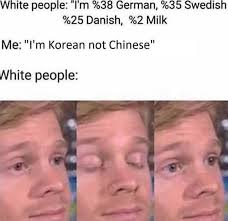 White people: "I'm %38 German, %35 Swedish
%25 Danish,  %2 Milk
Me: "I'm Korean not Chinese"
White people: